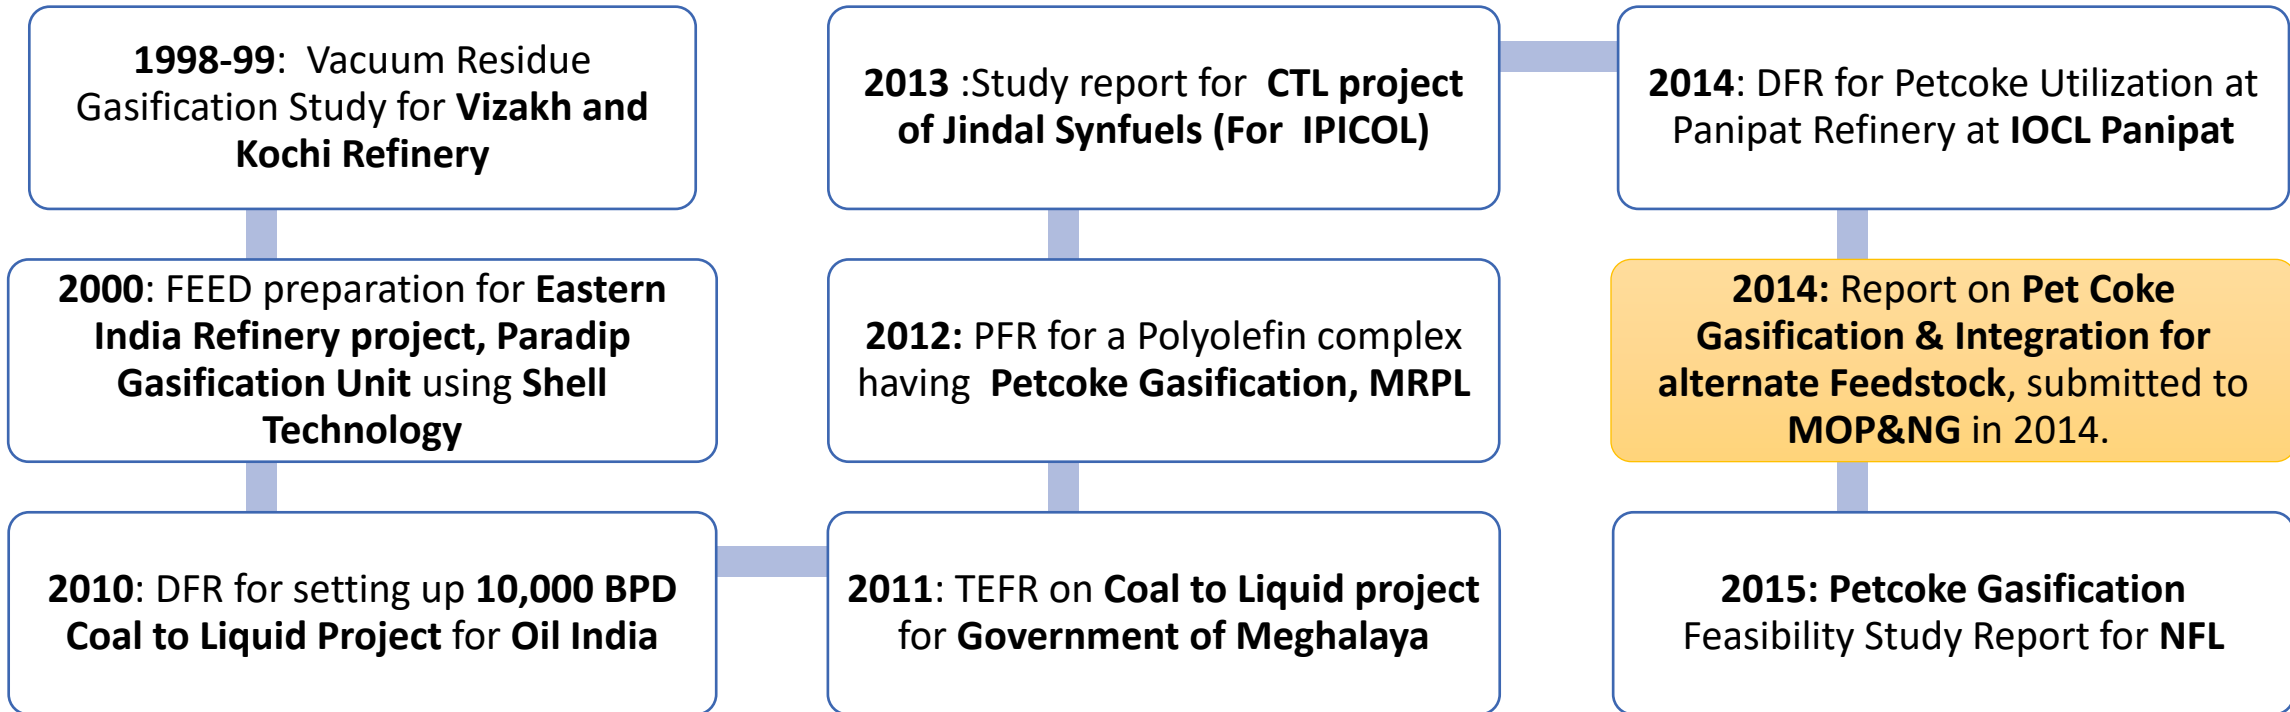 1998-99: Vacuum Residue
Gasification Study for Vizakh and
Kochi Refinery
2000: FEED preparation for Eastern
India Refinery project, Paradip
Gasification Unit using Shell
Technology
2010: DFR for setting up 10,000 BPD
Coal to Liquid Project for Oil India
2011: TEFR on Coal to Liquid project
for Government of Meghalaya
2012: PFR for a Polyolefin complex
having Petcoke Gasification, MRPL
2013 :Study report for CTL project
of Jindal Synfuels (For IPICOL)
2014: DFR for Petcoke Utilization at
Panipat Refinery at IOCL Panipat
2014: Report on Pet Coke
Gasification & Integration for
alternate Feedstock, submitted to
MOP&NG in 2014.
2015: Petcoke Gasification
Feasibility Study Report for NFL